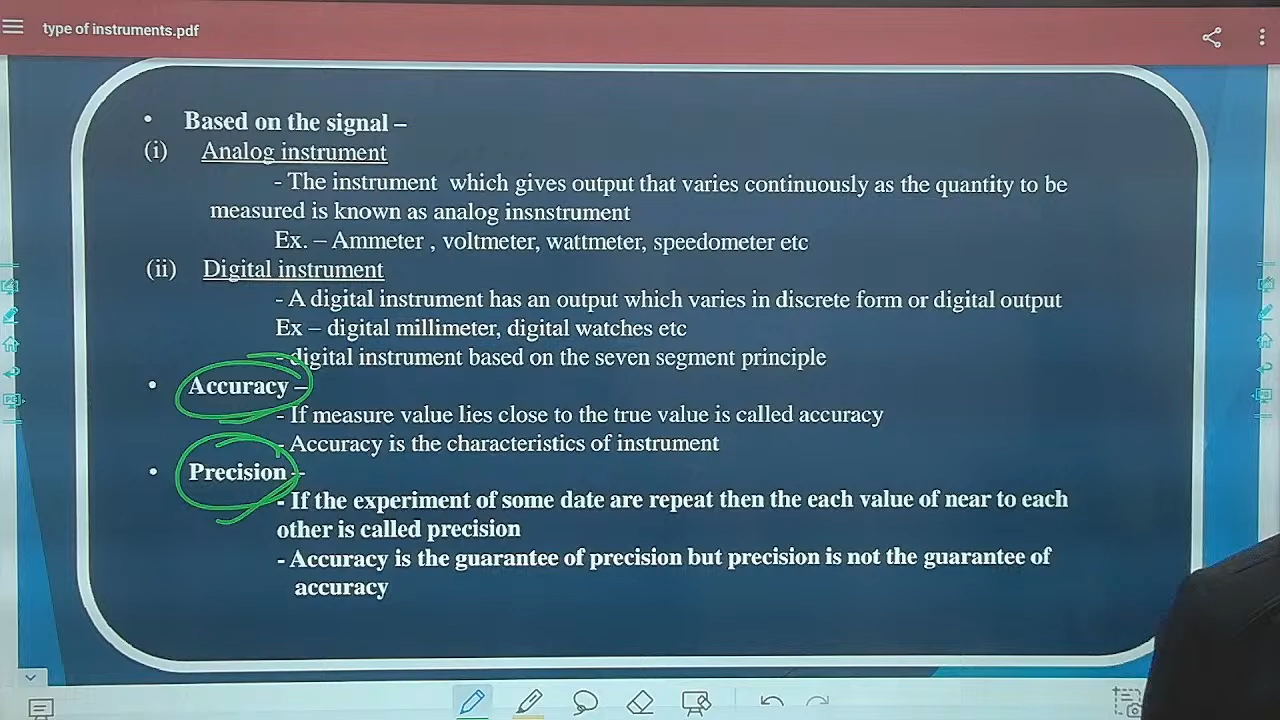 type of instruments.pdf
• Based on the signal –
(i) Analog instrument
- The instrument which gives output that varies continuously as the quantity to be
measured is known as analog insnstrument
Ex. – Ammeter , voltmeter, wattmeter, speedometer etc
(ii) Digital instrument
- A digital instrument has an output which varies in discrete form or digital output
Ex – digital millimeter, digital watches etc
- digital instrument based on the seven segment principle
• Accuracy –
- If measure value lies close to the true value is called accuracy
- Accuracy is the characteristics of instrument
• Precision –
- If the experiment of some date are repeat then the each value of near to each
other is called precision
- Accuracy is the guarantee of precision but precision is not the guarantee of
accuracy